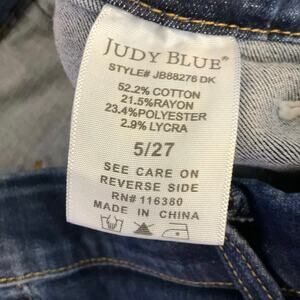 JUDY BLUE®
STYLE# JB88276 DK
52.2% COTTON
21.5%RAYON
23.4%POLYESTER
2.9% LYCRA
5/27
SEE CARE ON
REVERSE SIDE
RN# 116380
MADE IN CHINA